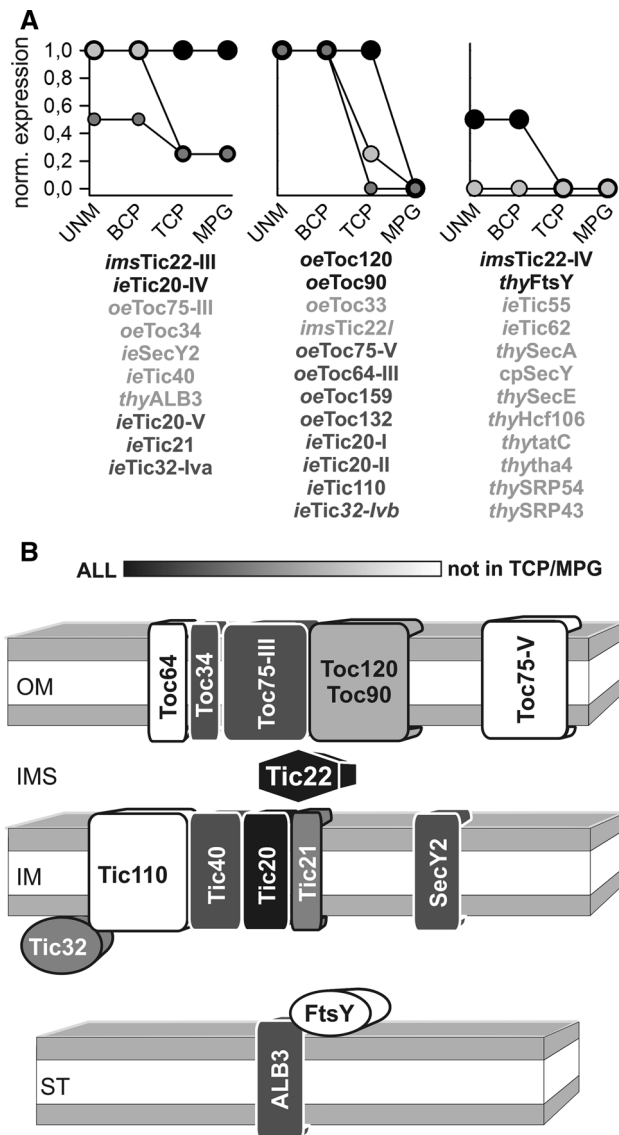 A
norm. expression
1,0
0,8
0,6
0,4
0,2
0,0
UNM BCP TCP MPG
UNM BCP TCP MPG
UNM BCP TCP MPG
imsTic22-III
ieTic20-IV
oeToc75-III
oeToc34
ieSecY2
ieTic40
thyALB3
ieTic20-V
ieTic21
ieTic32-Iva
oeToc120
oeToc90
oeToc33
imsTic22I
oeToc75-V
oeToc64-III
oeToc159
oeToc132
ieTic20-I
ieTic20-II
ieTic110
ieTic32-Ivb
imsTic22-IV
thyFtsY
ieTic55
ieTic62
thySecA
cpSecY
thySecE
thyHcf106
thytatC
thytha4
thySRP54
thySRP43
B
ALL not in TCP/MPG
OM
Toc64
Toc34
Toc75-III
Toc120
Toc90
Toc75-V
IMS
Tic22
IM
Tic110
Tic40
Tic20
Tic21
SecY2
Tic32
FtsY
ST
ALB3